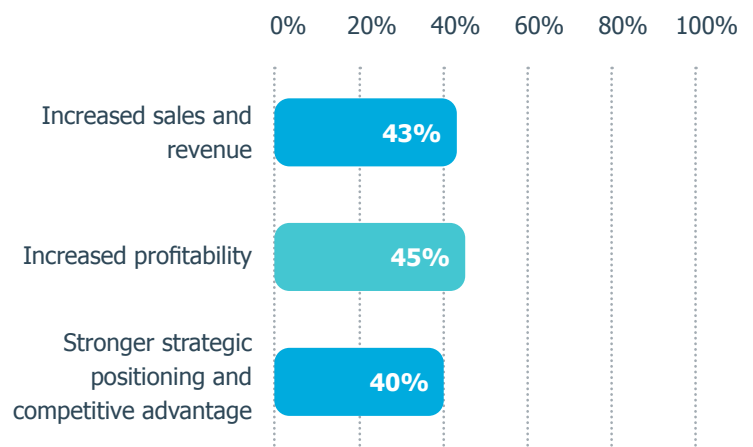 0% 20% 40% 60% 80% 100%
Increased sales and
revenue
43%
Increased profitability
45%
Stronger strategic
positioning and
competitive advantage
40%